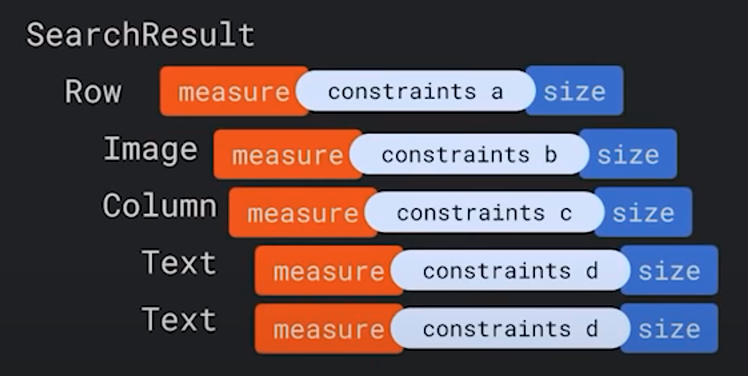 SearchResult
Row measure constraints a size
Image measure constraints b size
Column measure constraints c size
Text measure constraints d size
Text measure constraints d size